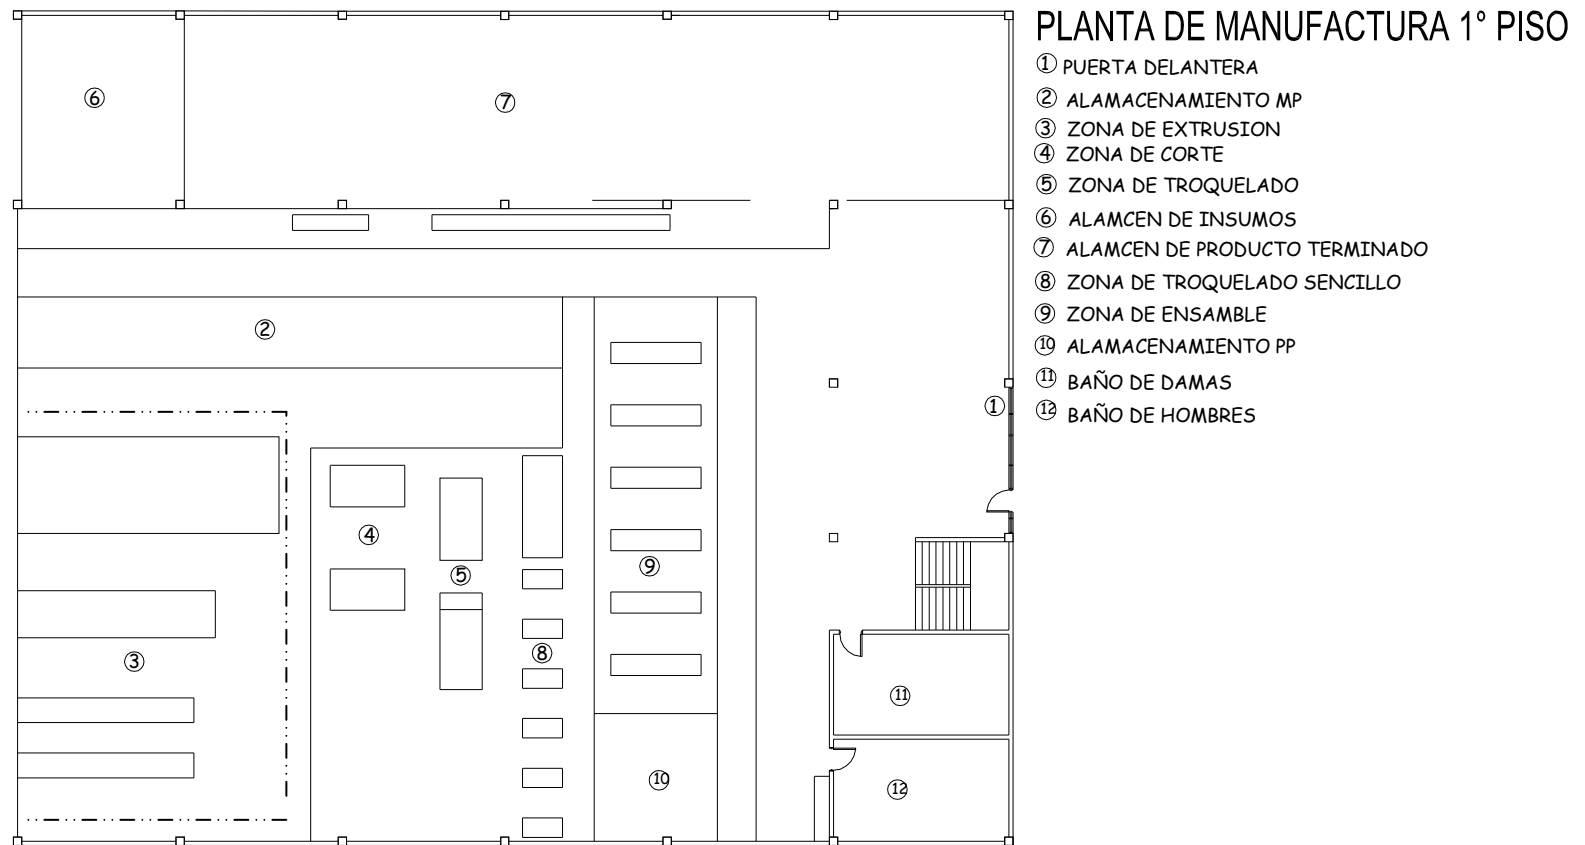 PLANTA DE MANUFACTURA 1° PISO
1 PUERTA DELANTERA
2 ALAMACENAMIENTO MP
3 ZONA DE EXTRUSION
4 ZONA DE CORTE
5 ZONA DE TROQUELADO
6 ALAMCEN DE INSUMOS
7 ALAMCEN DE PRODUCTO TERMINADO
8 ZONA DE TROQUELADO SENCILLO
9 ZONA DE ENSAMBLE
10 ALAMACENAMIENTO PP
11 BAÑO DE DAMAS
12 BAÑO DE HOMBRES
6
7
2
1
4
5
9
8
3
11
10
12